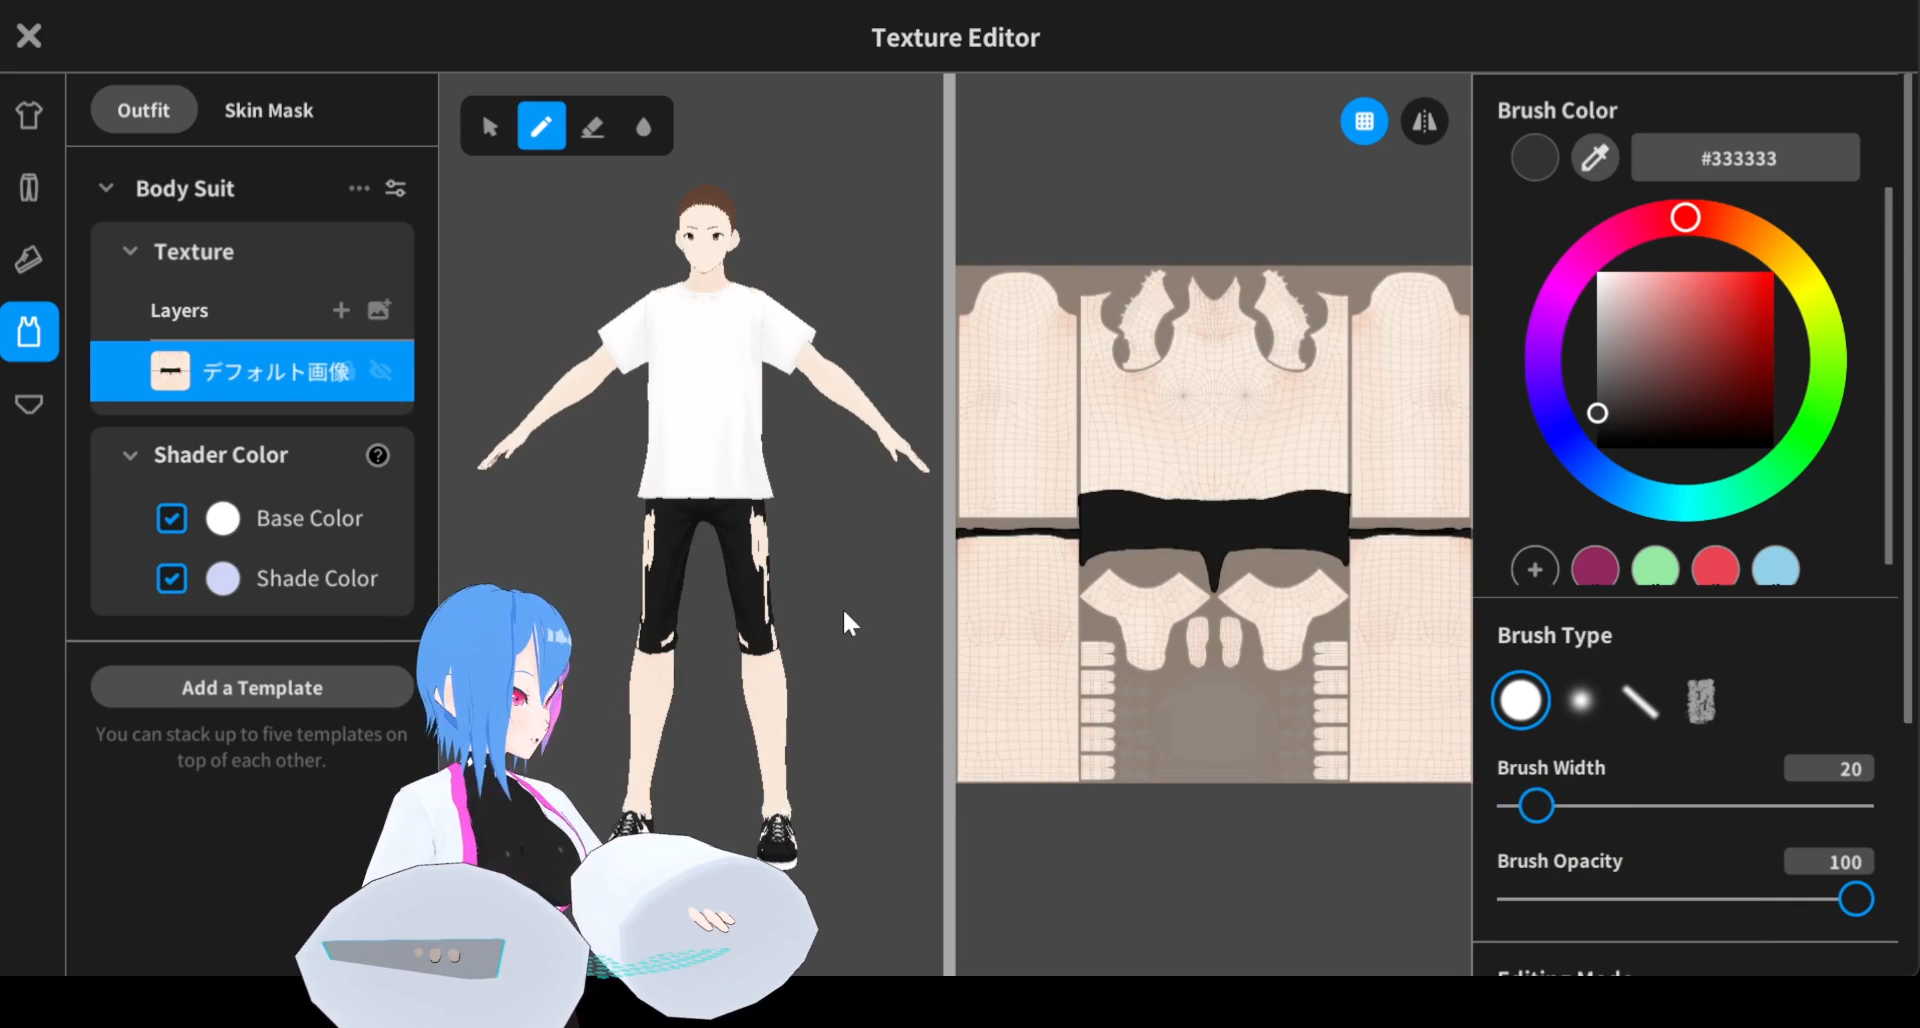 Texture Editor
Outfit
Skin Mask
Body Suit
Texture
Layers
デフォルト画像
Shader Color
Base Color
Shade Color
Add a Template
You can stack up to five templates on
top of each other.
Brush Color
#333333
Brush Type
Brush Width
20
Brush Opacity
100